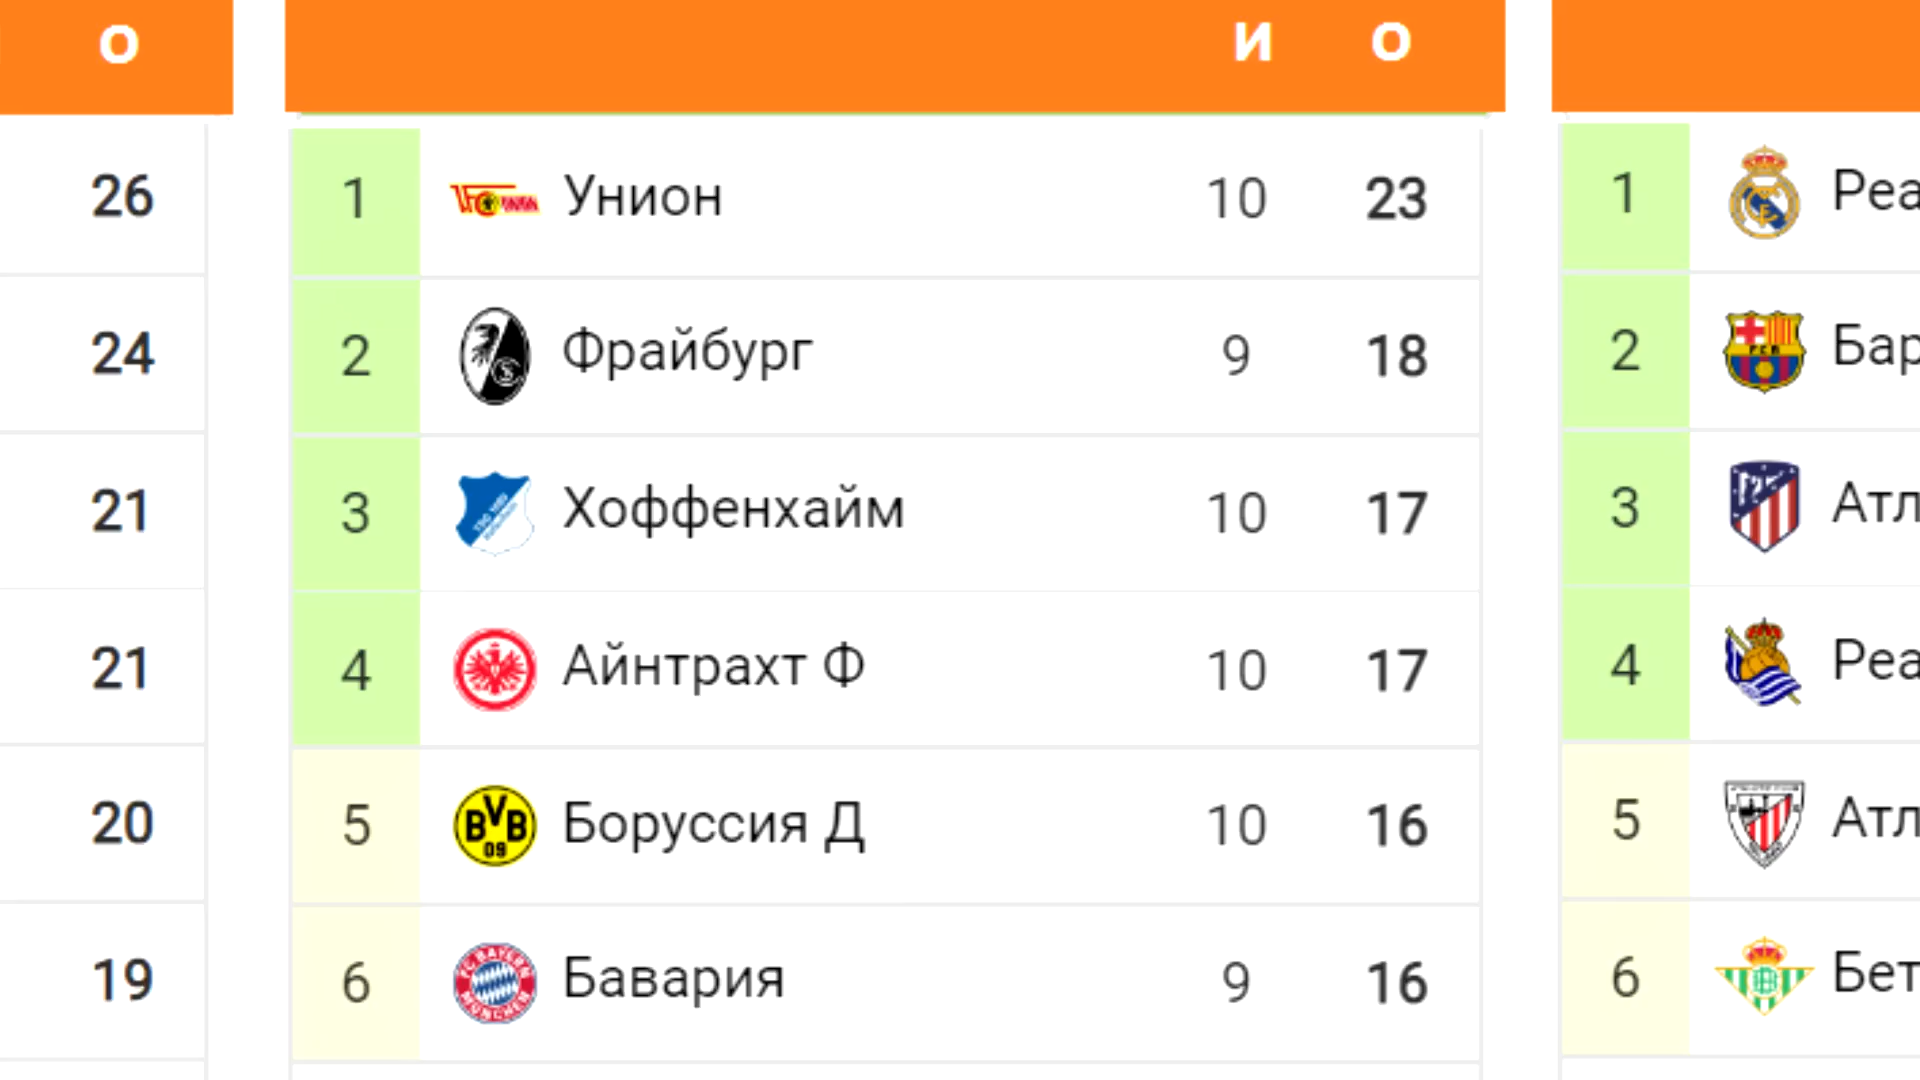 О
26
24
21
21
20
19
И О
1 Унион 10 23
2 Фрайбург 9 18
3 Хоффенхайм 10 17
4 Айнтрахт Ф 10 17
5 BVB 09 Боруссия Д 10 16
6 Бавария 9 16
1 Реа
2 Бар
3 Атл
4 Реа
5 Атл
6 Бет